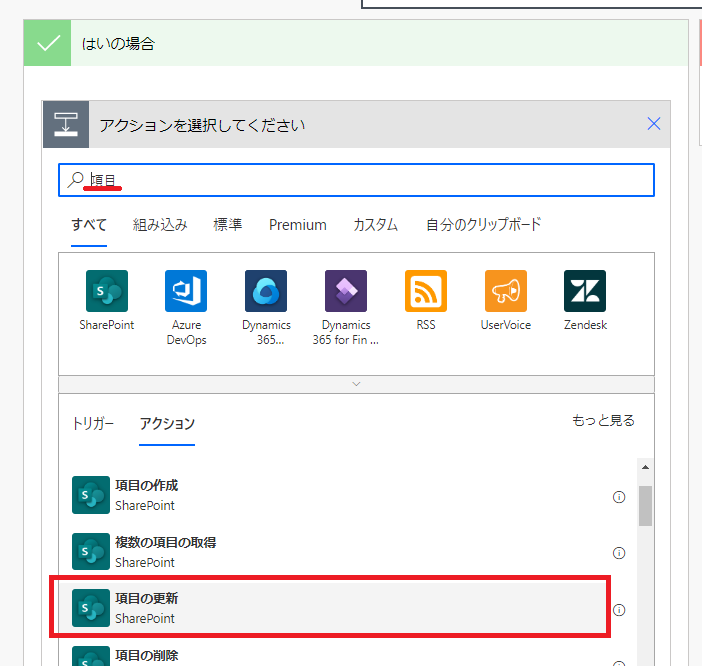 はいの場合
アクションを選択してください
項目
すべて 組み込み 標準 Premium カスタム 自分のクリップボード
SharePoint
Azure DevOps
Dynamics 365...
Dynamics 365 for Fin ...
RSS
UserVoice
Zendesk
トリガー アクション もっと見る
項目の作成
SharePoint
複数の項目の取得
SharePoint
項目の更新
SharePoint
項目の削除